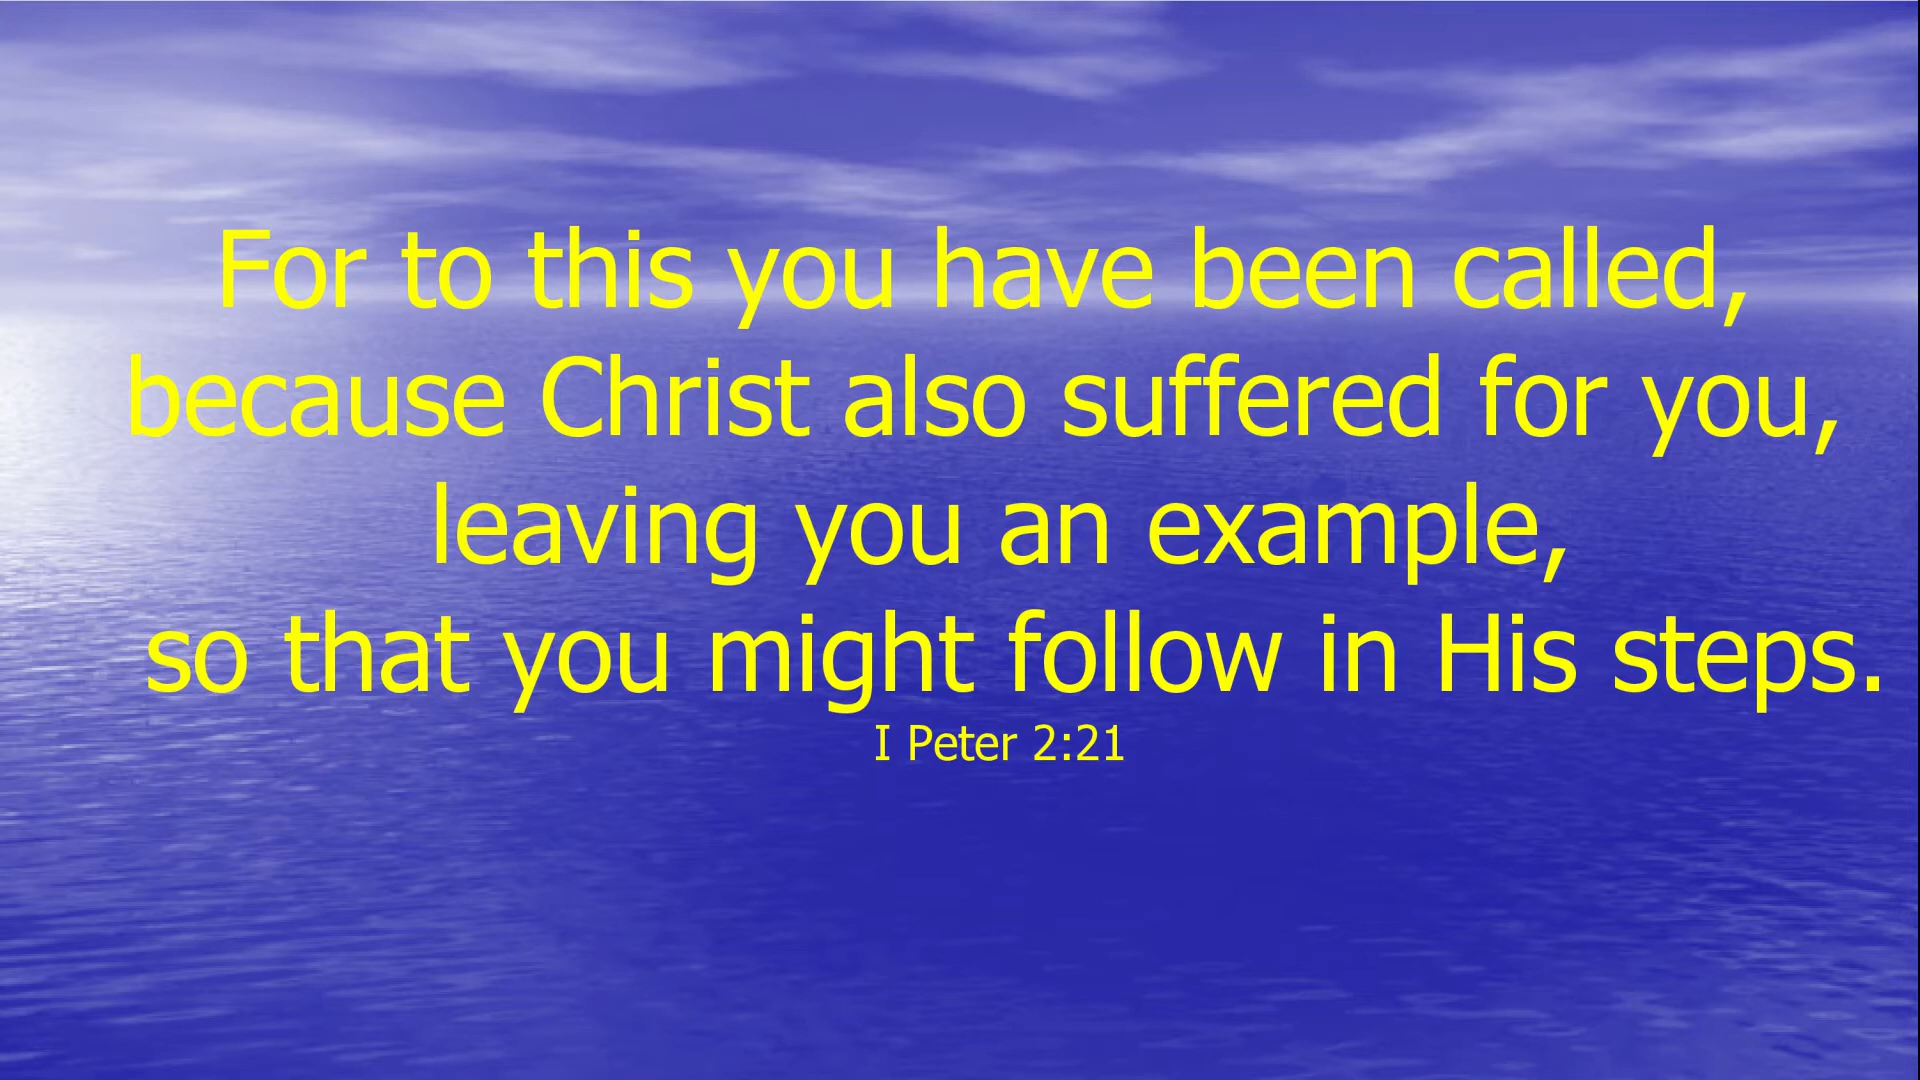 For to this you have been called,
because Christ also suffered for you,
leaving you an example,
so that you might follow in His steps.
I Peter 2:21